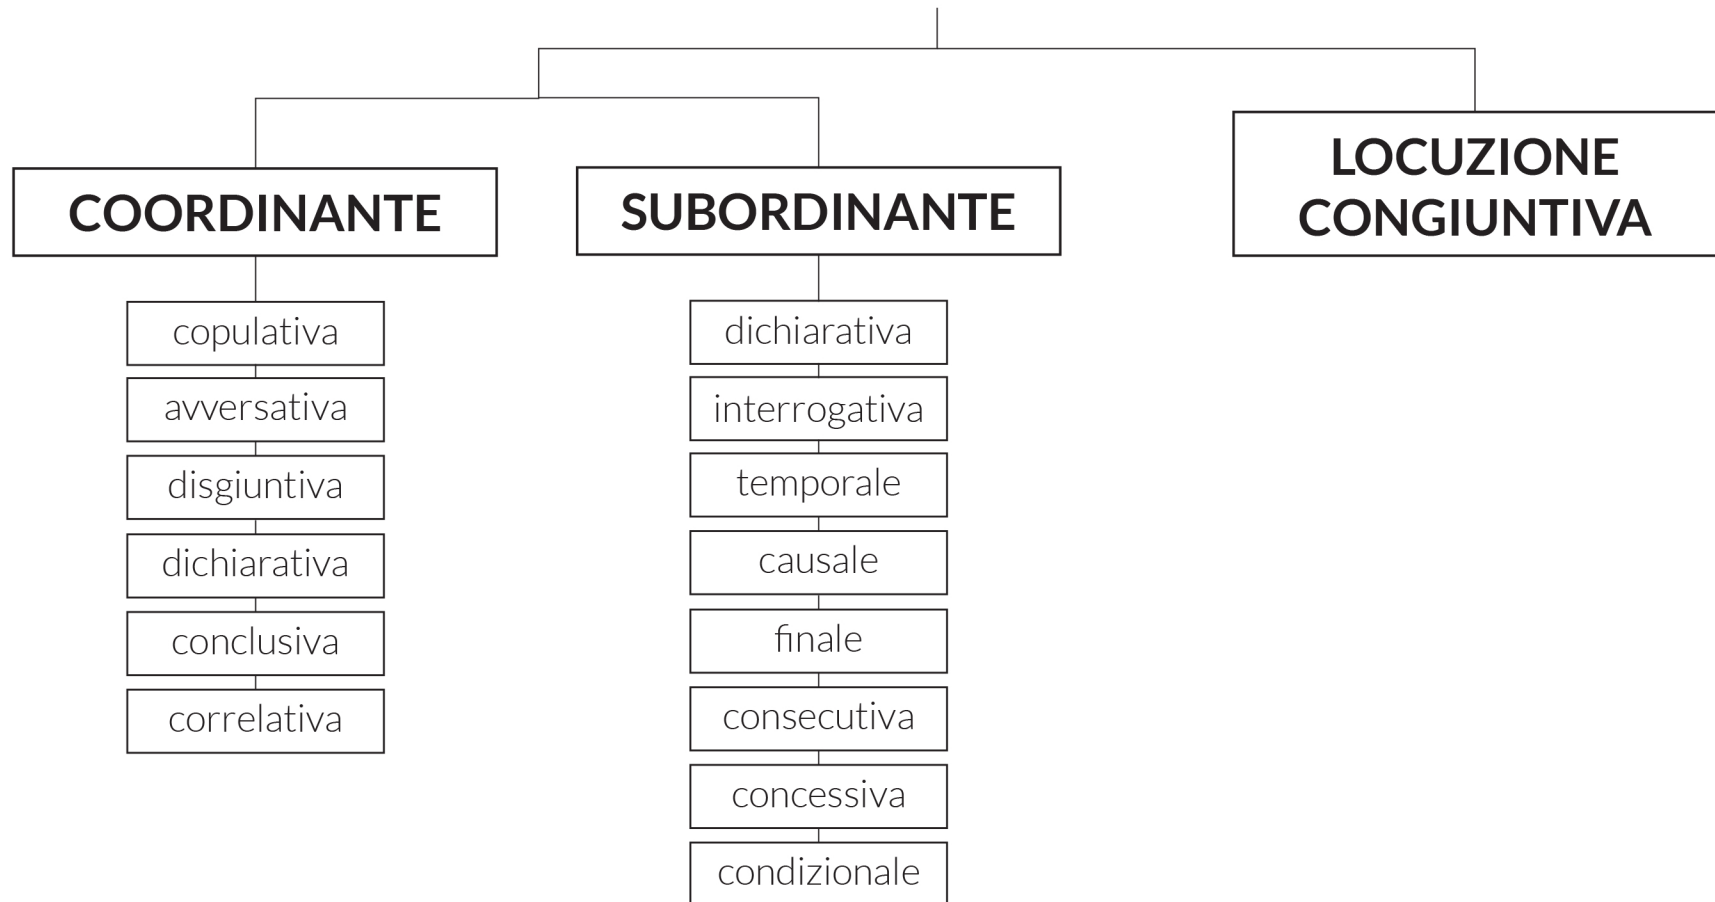 COORDINANTE
copulativa
avversativa
disgiuntiva
dichiarativa
conclusiva
correlativa
SUBORDINANTE
dichiarativa
interrogativa
temporale
causale
finale
consecutiva
concessiva
condizionale
LOCUZIONE
CONGIUNTIVA